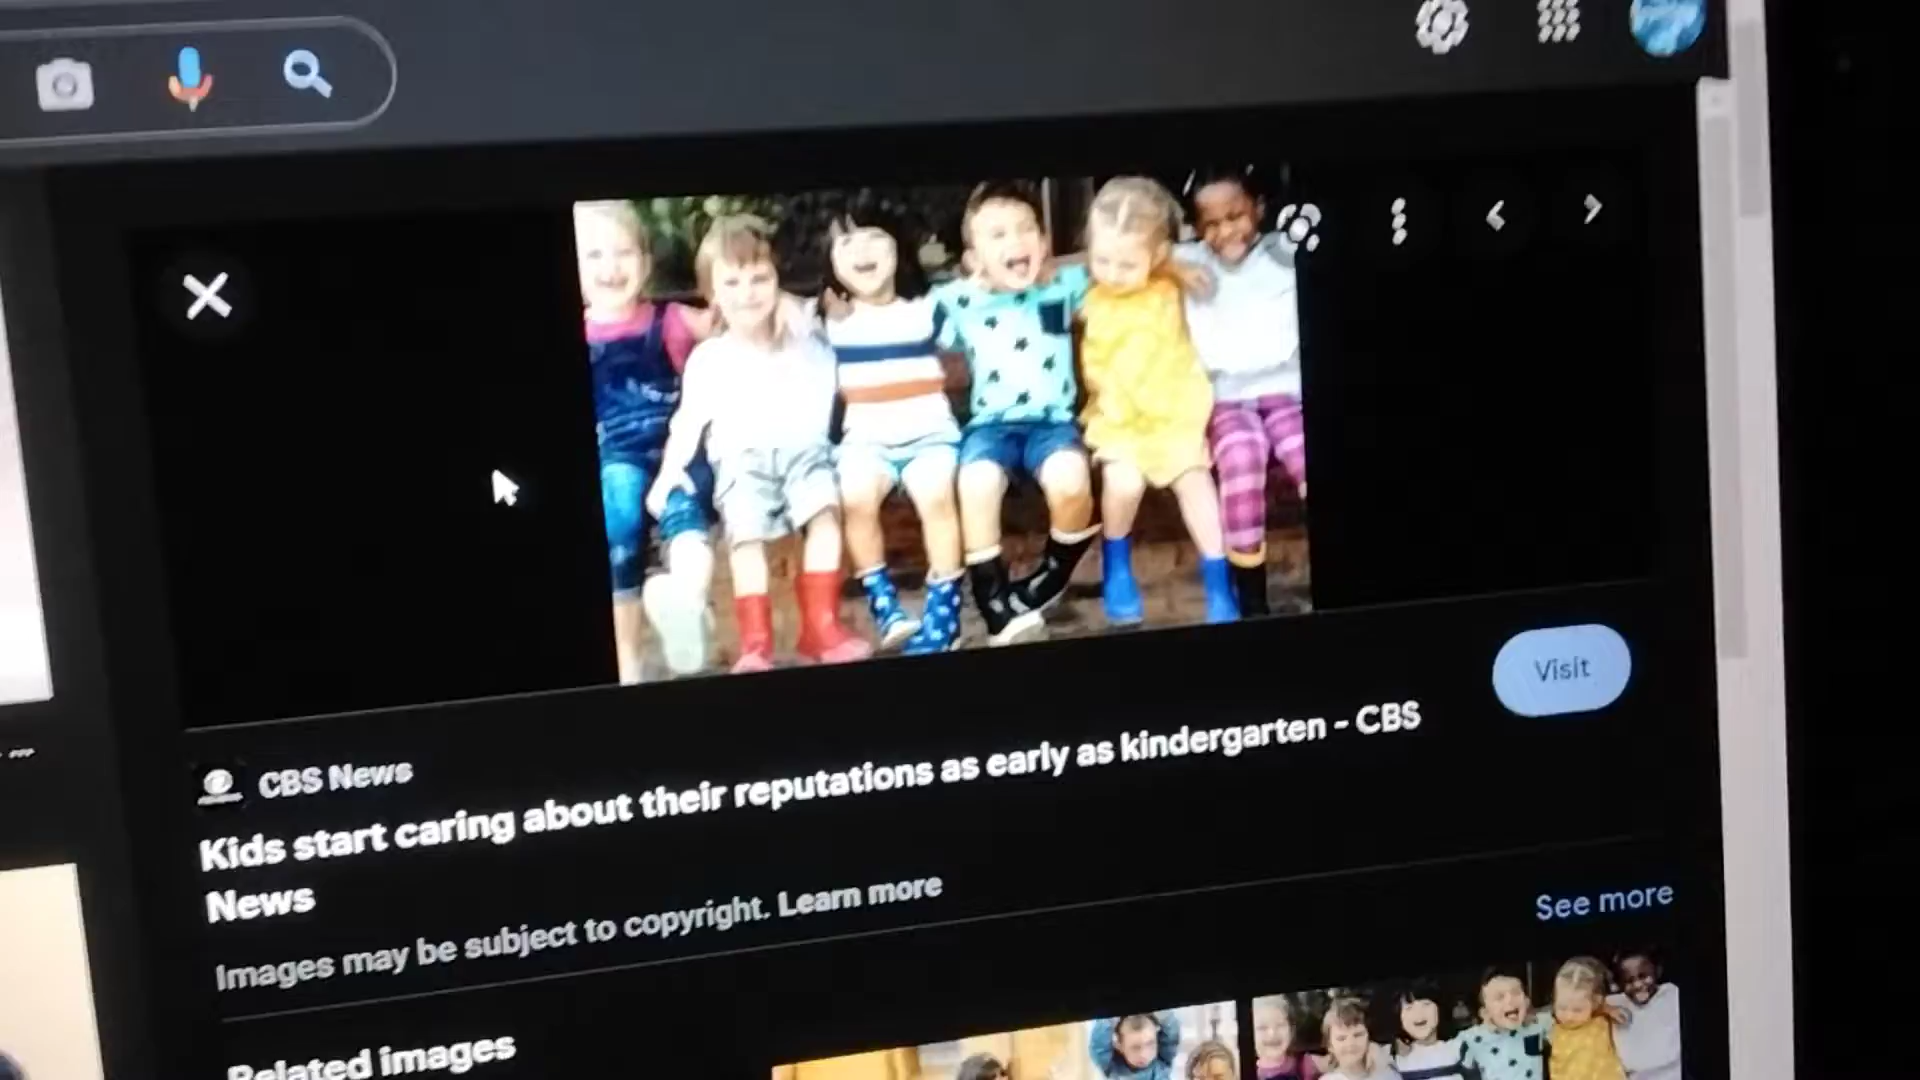 Visit
CBS News
Kids start caring about their reputations as early as kindergarten - CBS
News
Images may be subject to copyright. Learn more
See more
Related images